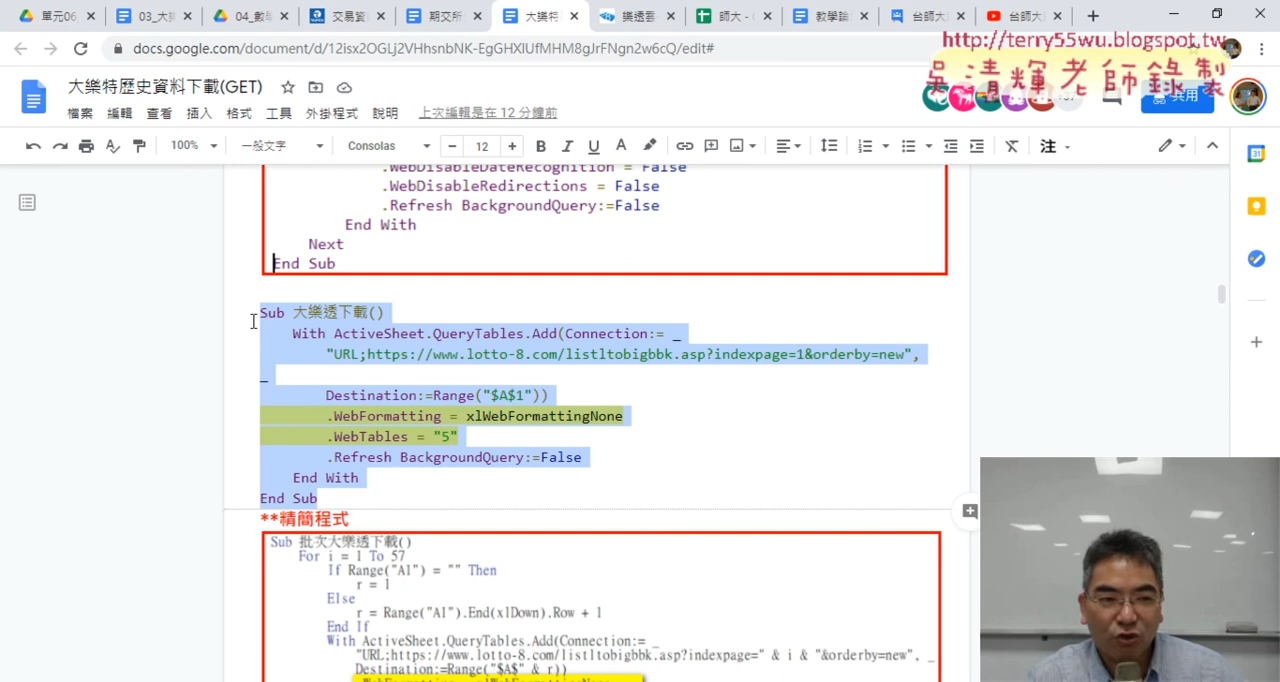 單元06
03_大
04_數
交易資
期交所
大樂特
樂透雲
師大 -
教學論
台師大
台師大
docs.google.com/document/d/12isx2OGLj2VHhsnbNK-EgGHXIUfMHM8gJrFNgn2w6cQ/edit#
http://terry55wu.blogspot.tw
吳清輝老師錄製
大樂特歷史資料下載(GET)
共用
檔案 編輯 查看 插入 格式 工具 外掛程式 說明 上次編輯是在 12 分鐘前
100% 一般文字 Consolas 12 B I U A 注
.WebDisableDateRecognition = False
.WebDisableRedirections = False
.Refresh BackgroundQuery:=False
End With
Next
End Sub
Sub 大樂透下載()
With ActiveSheet.QueryTables.Add(Connection:= _
"URL;https://www.lotto-8.com/listltobigbbk.asp?indexpage=1&orderby=new",
_
Destination:=Range("$A$1"))
.WebFormatting = xlWebFormattingNone
.WebTables = "5"
.Refresh BackgroundQuery:=False
End With
End Sub
**精簡程式
Sub 批次大樂透下載()
For i = 1 To 57
If Range("A1") = "" Then
r = 1
Else
r = Range("A1").End(xlDown).Row + 1
End If
With ActiveSheet.QueryTables.Add(Connection:= _
"URL;https://www.lotto-8.com/listltobigbbk.asp?indexpage=" & i & "&orderby=new", _
Destination:=Range("$A$" & r))